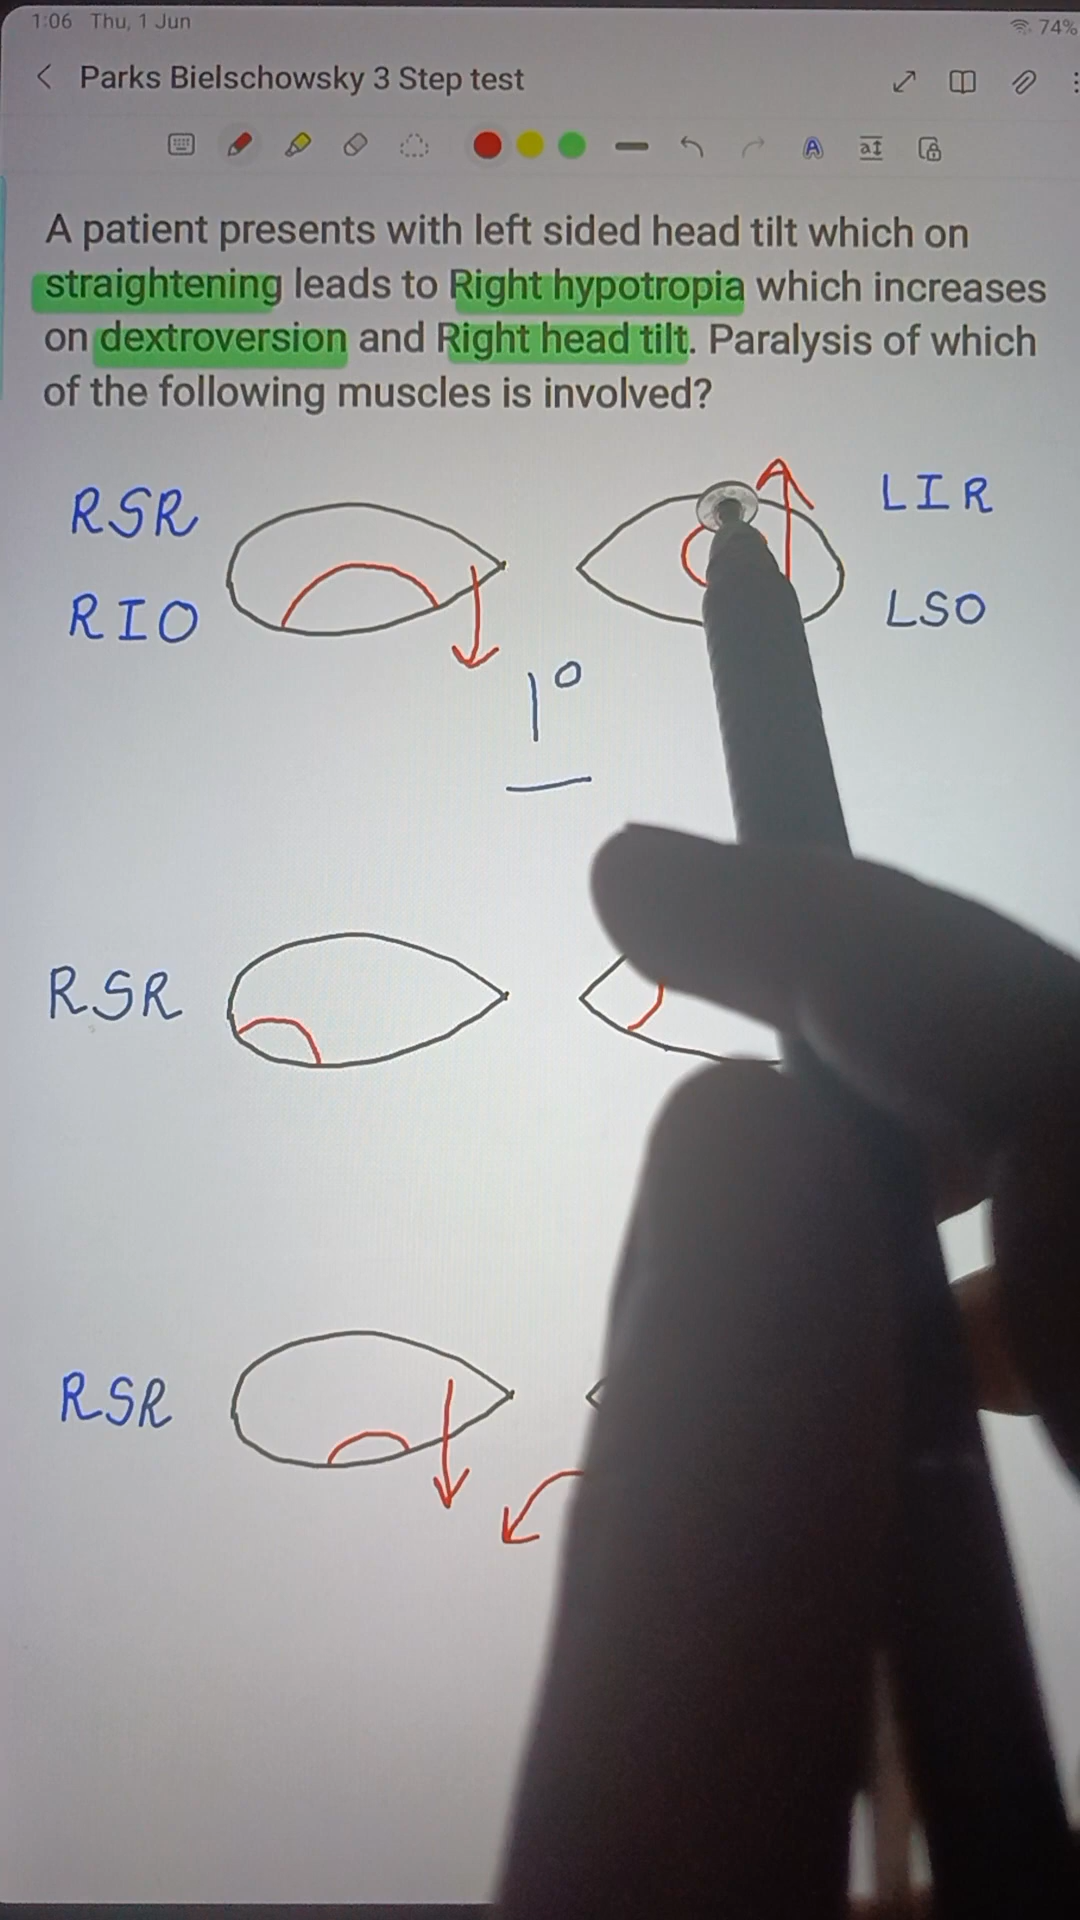 1:06 Thu, 1 Jun
74%
Parks Bielschowsky 3 Step test
A patient presents with left sided head tilt which on
straightening leads to Right hypotropia which increases
on dextroversion and Right head tilt. Paralysis of which
of the following muscles is involved?
RSR LIR
RIO LSO
1°
RSR
RSR